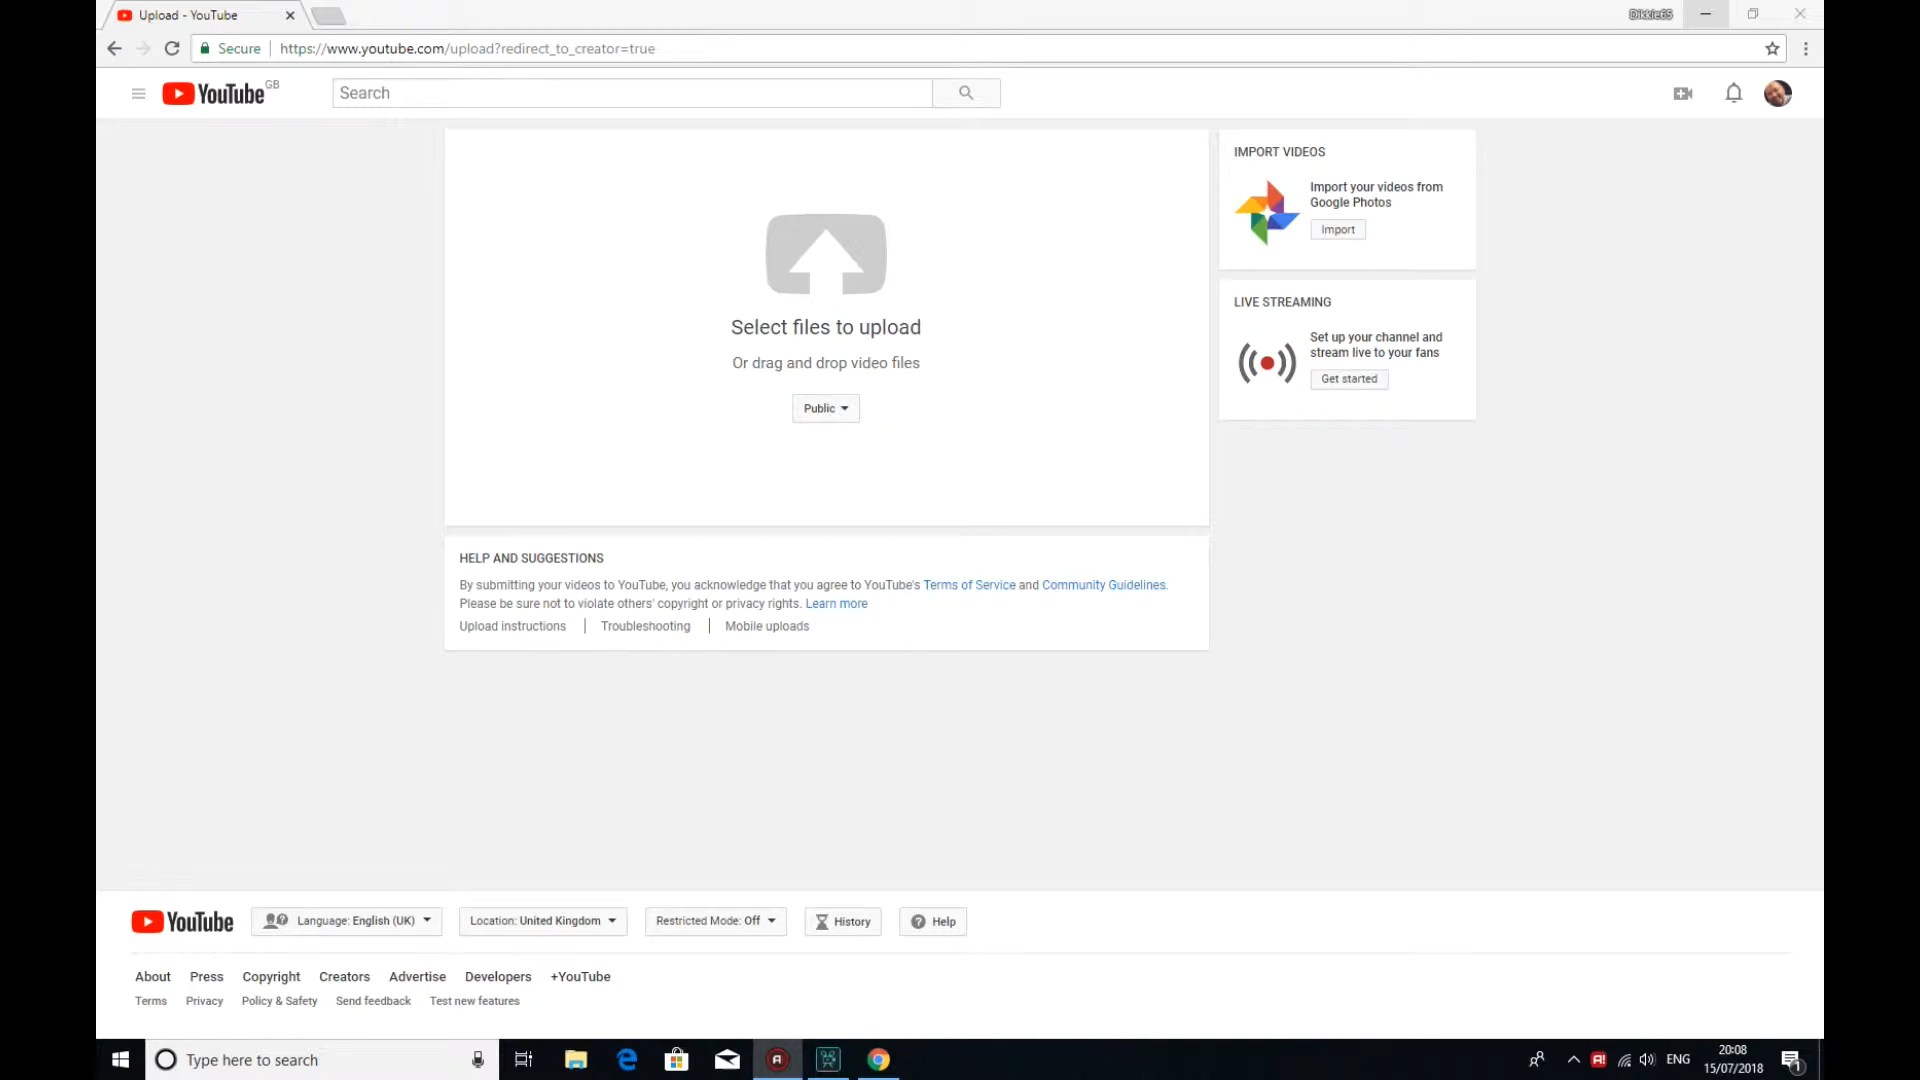 Upload - YouTube
Dikkie65
Secure
https://www.youtube.com/upload?redirect_to_creator=true
YouTube GB
Search
IMPORT VIDEOS
Import your videos from
Google Photos
Import
LIVE STREAMING
Set up your channel and
stream live to your fans
Get started
Select files to upload
Or drag and drop video files
Public
HELP AND SUGGESTIONS
By submitting your videos to YouTube, you acknowledge that you agree to YouTube's Terms of Service and Community Guidelines.
Please be sure not to violate others' copyright or privacy rights. Learn more
Upload instructions | Troubleshooting | Mobile uploads
YouTube
Language: English (UK)
Location: United Kingdom
Restricted Mode: Off
History
Help
About Press Copyright Creators Advertise Developers +YouTube
Terms Privacy Policy & Safety Send feedback Test new features
Type here to search
ENG
20:08
15/07/2018
1